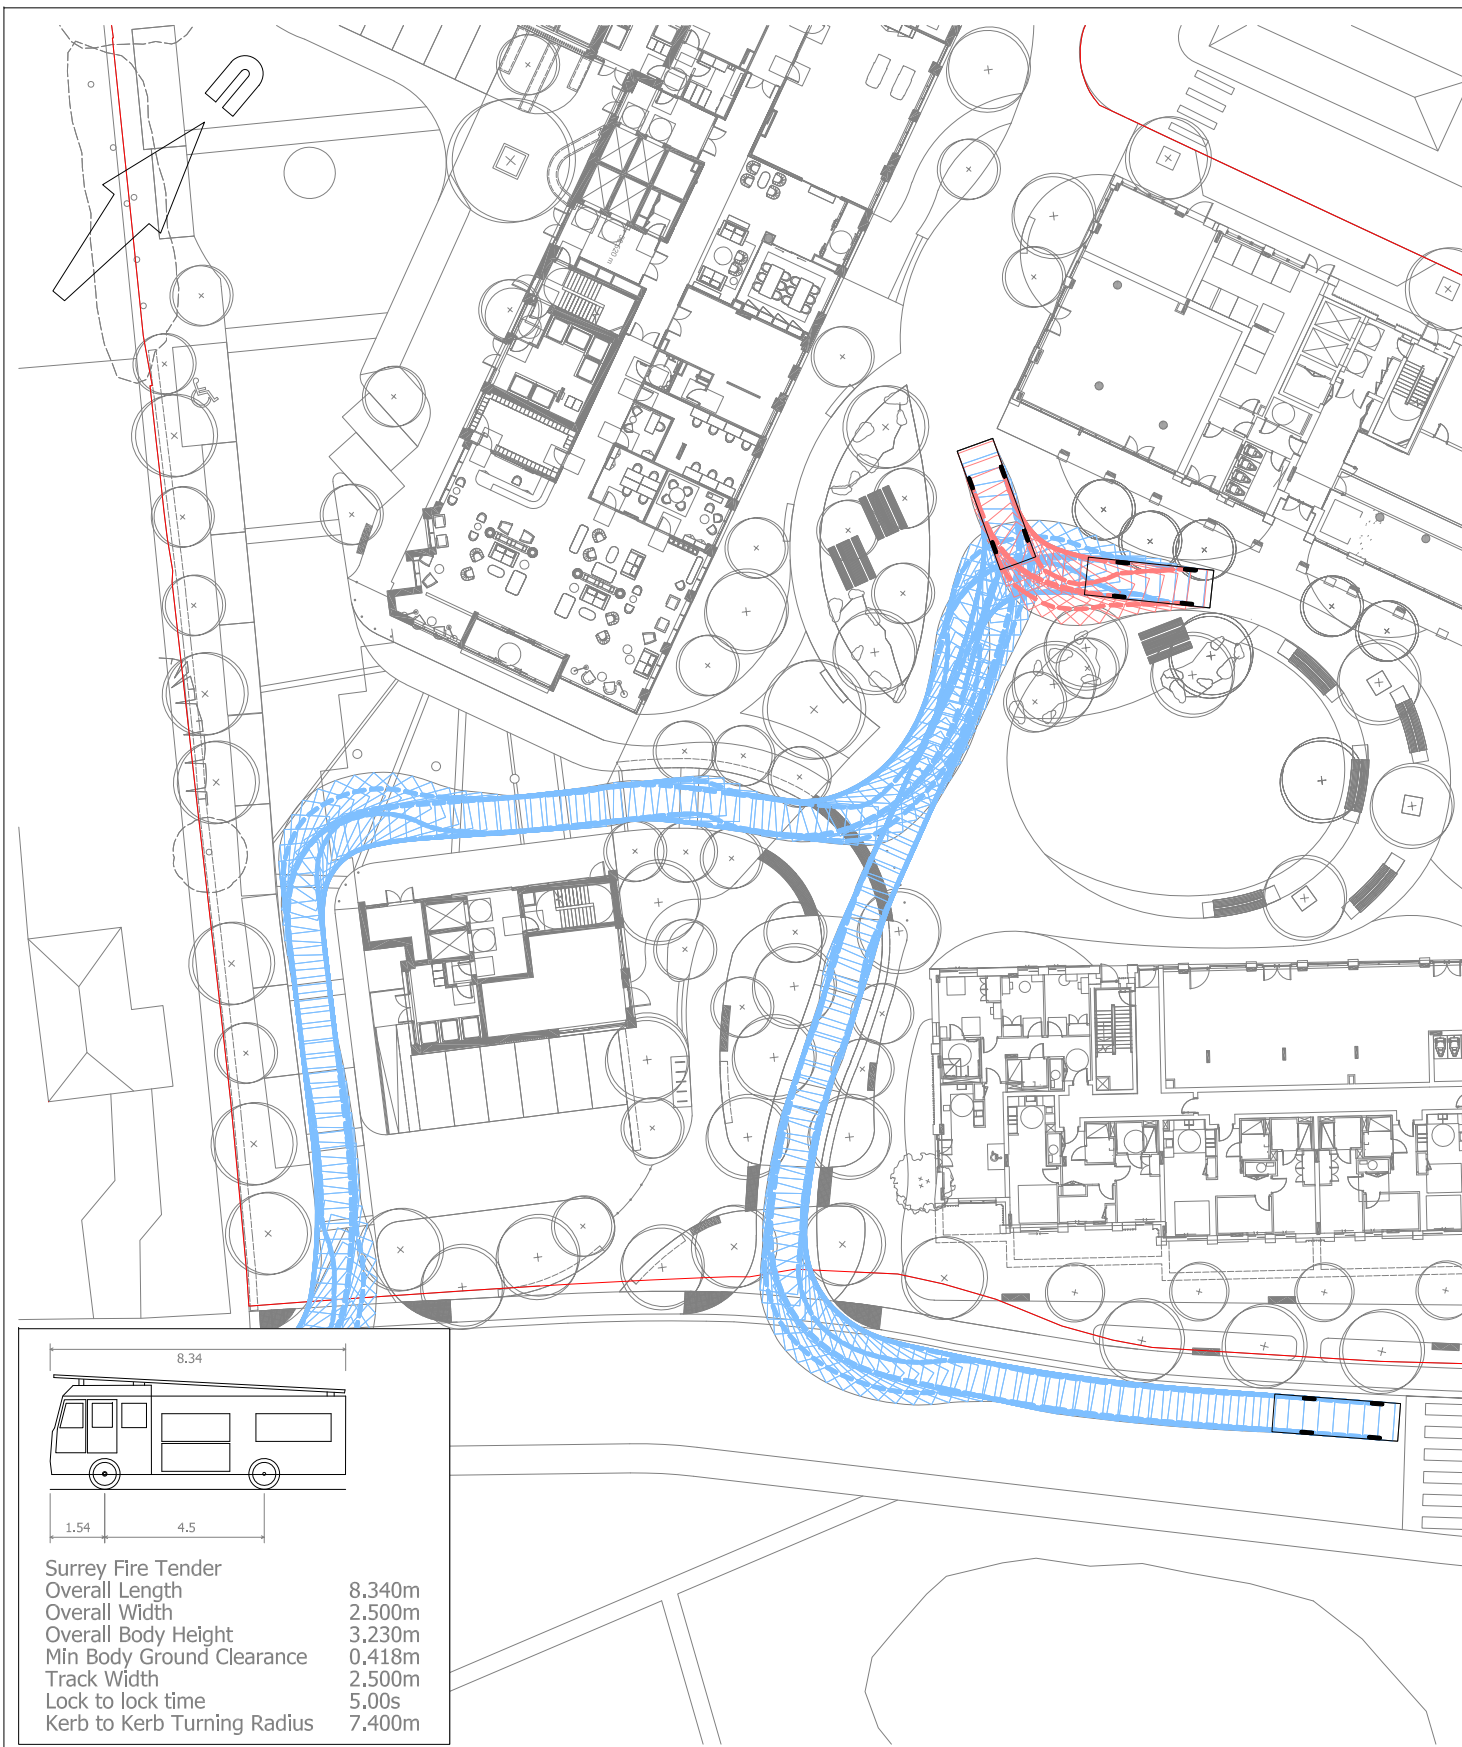 8.34
1.54
4.5
Surrey Fire Tender
Overall Length 8.340m
Overall Width 2.500m
Overall Body Height 3.230m
Min Body Ground Clearance 0.418m
Track Width 2.500m
Lock to lock time 5.00s
Kerb to Kerb Turning Radius 7.400m